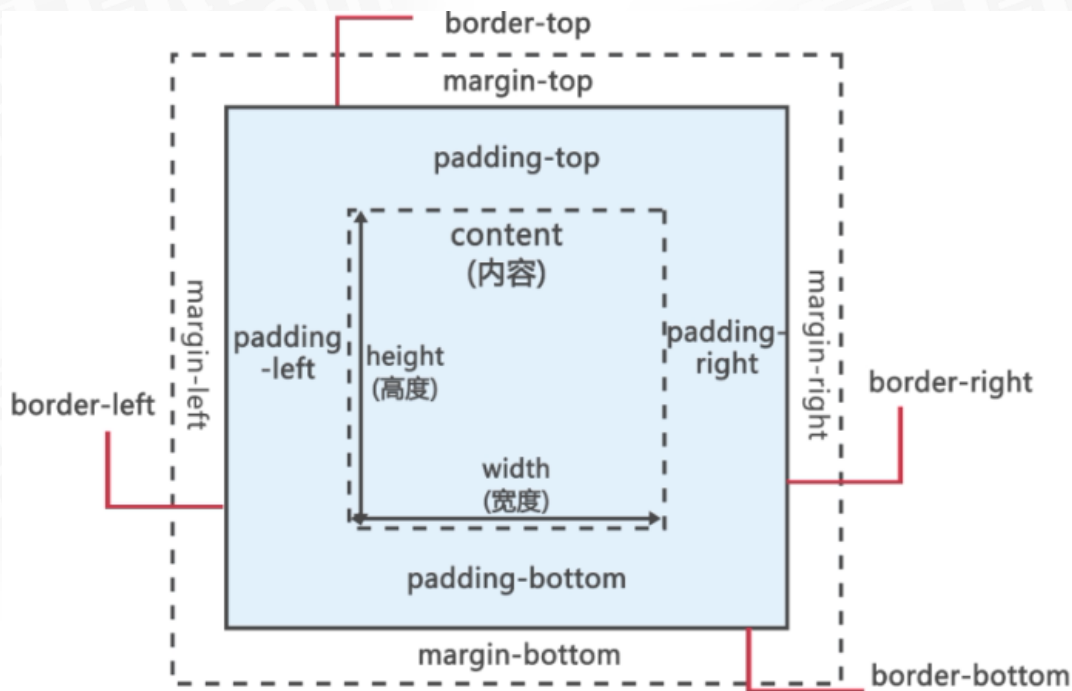 border-top
margin-top
padding-top
content
(内容)
margin-left
padding
-left
height
(高度)
padding-
right
margin-right
border-left
border-right
width
(宽度)
padding-bottom
margin-bottom
border-bottom